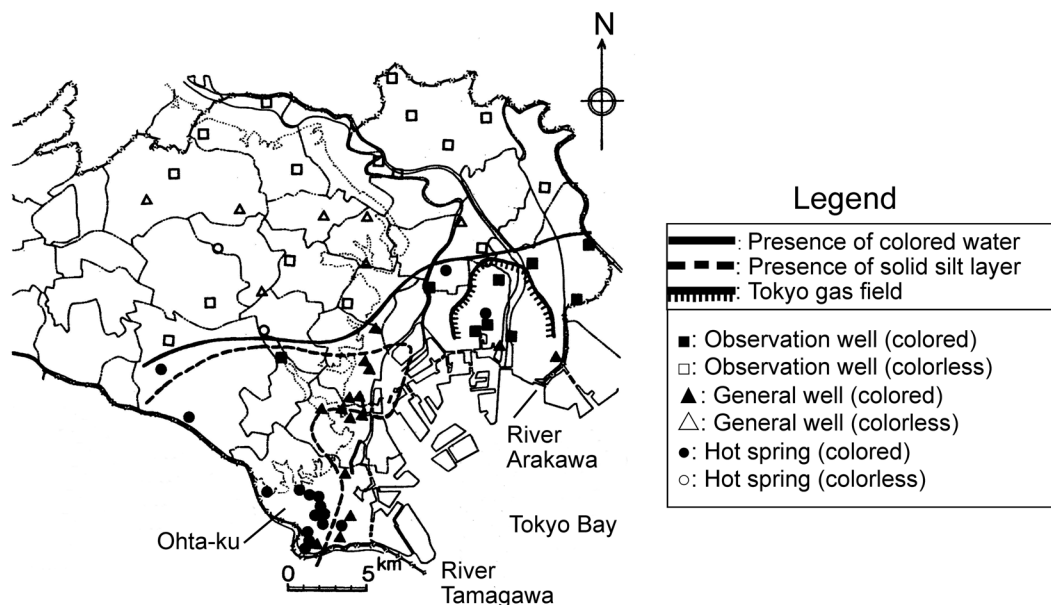 N
Legend
: Presence of colored water
: Presence of solid silt layer
: Tokyo gas field
: Observation well (colored)
: Observation well (colorless)
: General well (colored)
: General well (colorless)
: Hot spring (colored)
: Hot spring (colorless)
River
Arakawa
Tokyo Bay
Ohta-ku
0 5 km
River
Tamagawa